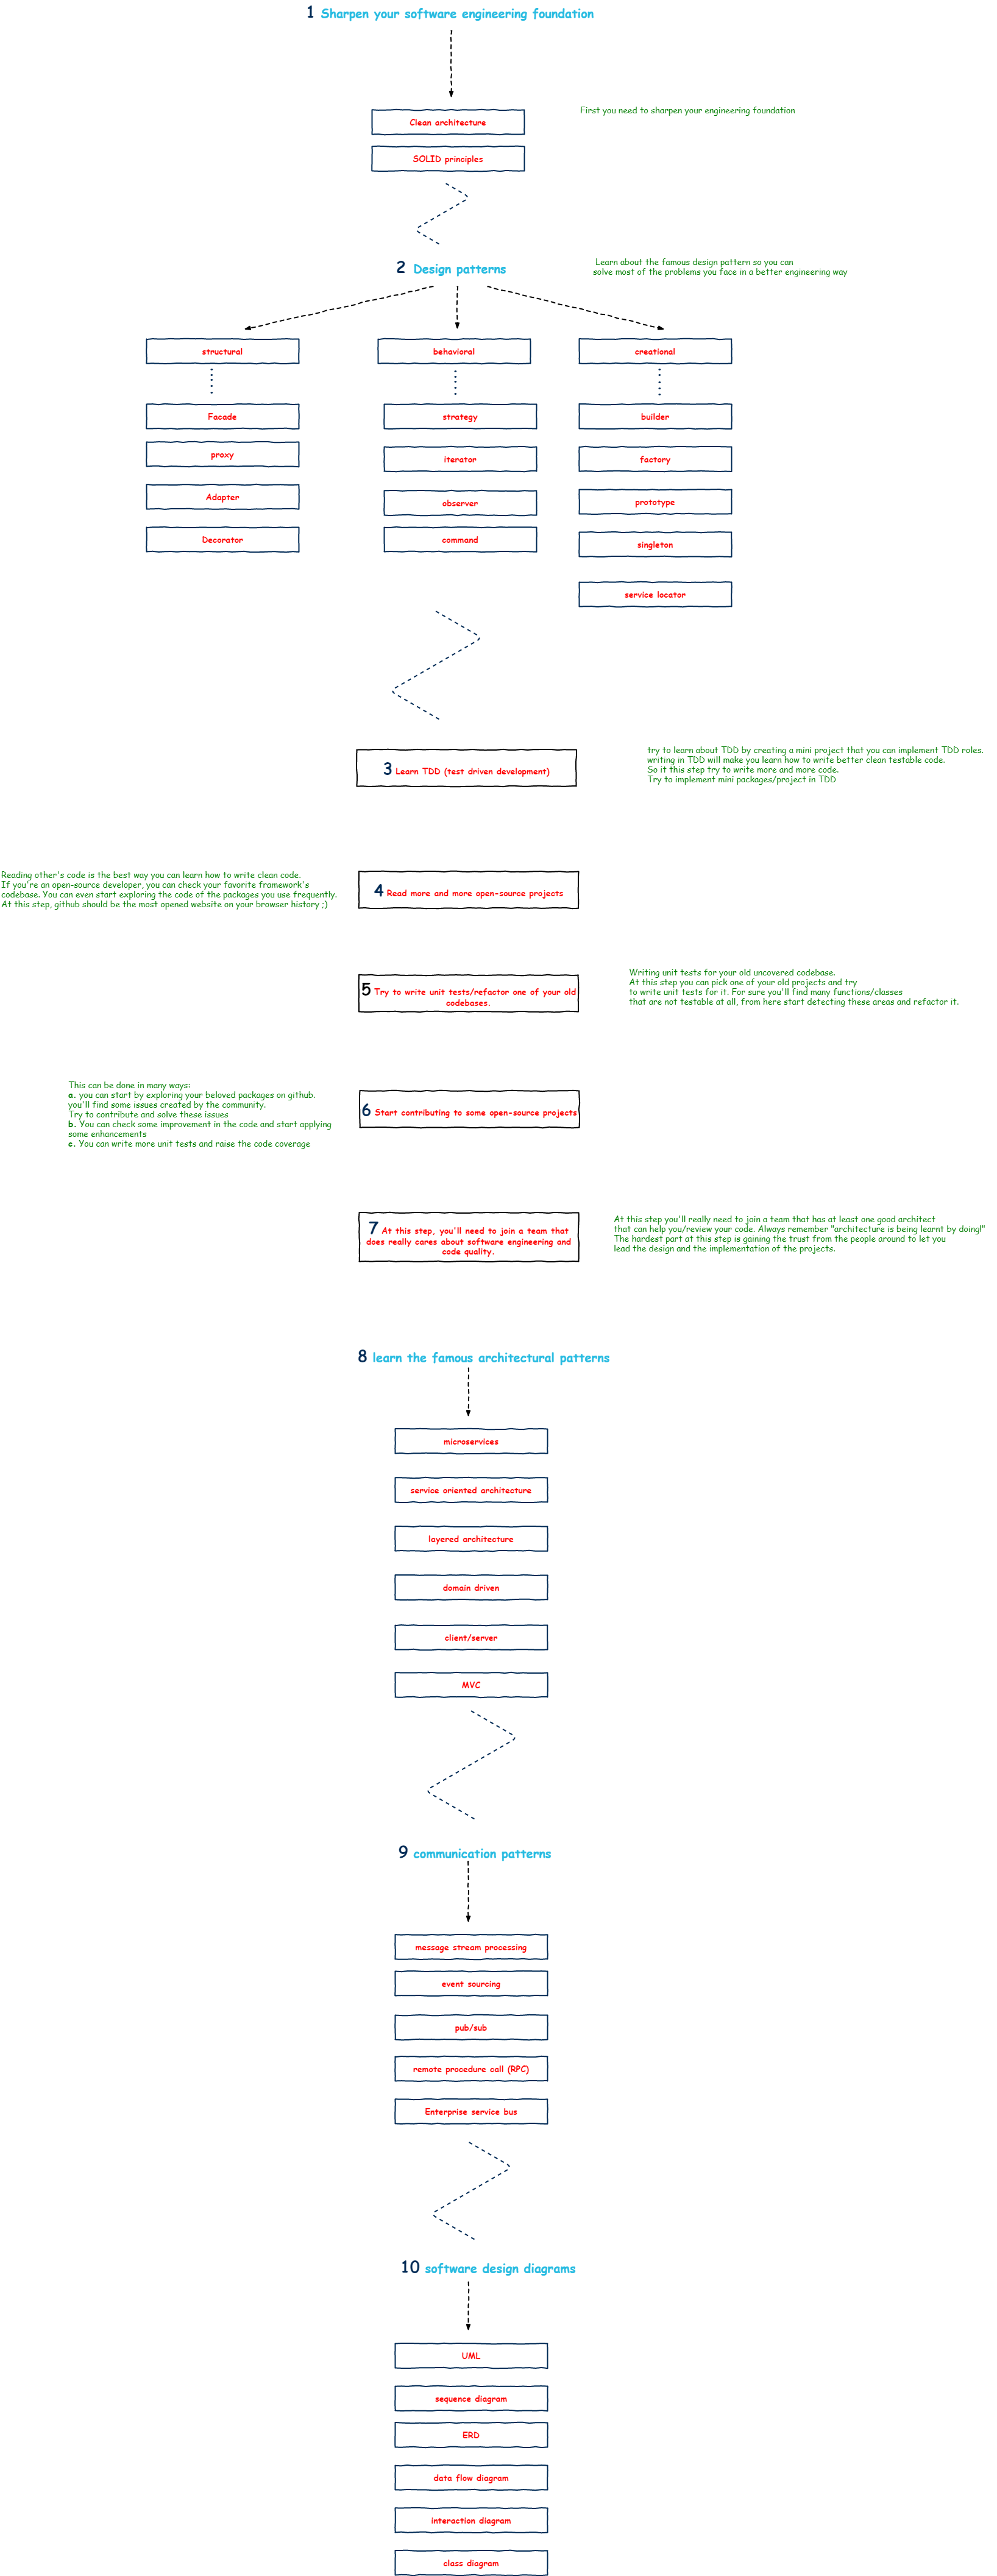 1 Sharpen your software engineering foundation
First you need to sharpen your engineering foundation
Clean architecture
SOLID principles
2 Design patterns
Learn about the famous design pattern so you can
solve most of the problems you face in a better engineering way
structural
behavioral
creational
Facade
strategy
builder
proxy
iterator
factory
Adapter
observer
prototype
Decorator
command
singleton
service locator
3 Learn TDD (test driven development)
try to learn about TDD by creating a mini project that you can implement TDD roles.
writing in TDD will make you learn how to write better clean testable code.
So it this step try to write more and more code.
Try to implement mini packages/project in TDD
Reading other's code is the best way you can learn how to write clean code.
If you're an open-source developer, you can check your favorite framework's
codebase. You can even start exploring the code of the packages you use frequently.
At this step, github should be the most opened website on your browser history ;)
4 Read more and more open-source projects
5 Try to write unit tests/refactor one of your old
codebases.
Writing unit tests for your old uncovered codebase.
At this step you can pick one of your old projects and try
to write unit tests for it. For sure you'll find many functions/classes
that are not testable at all, from here start detecting these areas and refactor it.
This can be done in many ways:
a. you can start by exploring your beloved packages on github.
you'll find some issues created by the community.
Try to contribute and solve these issues
b. You can check some improvement in the code and start applying
some enhancements
c. You can write more unit tests and raise the code coverage
6 Start contributing to some open-source projects
7 At this step, you'll need to join a team that
does really cares about software engineering and
code quality.
At this step you'll really need to join a team that has at least one good architect
that can help you/review your code. Always remember "architecture is being learnt by doing!"
The hardest part at this step is gaining the trust from the people around to let you
lead the design and the implementation of the projects.
8 learn the famous architectural patterns
microservices
service oriented architecture
layered architecture
domain driven
client/server
MVC
9 communication patterns
message stream processing
event sourcing
pub/sub
remote procedure call (RPC)
Enterprise service bus
10 software design diagrams
UML
sequence diagram
ERD
data flow diagram
interaction diagram
class diagram